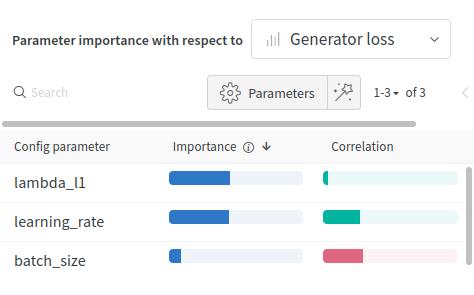 Parameter importance with respect to Generator loss
Search Parameters 1-3 of 3
Config parameter Importance Correlation
lambda_l1
learning_rate
batch_size